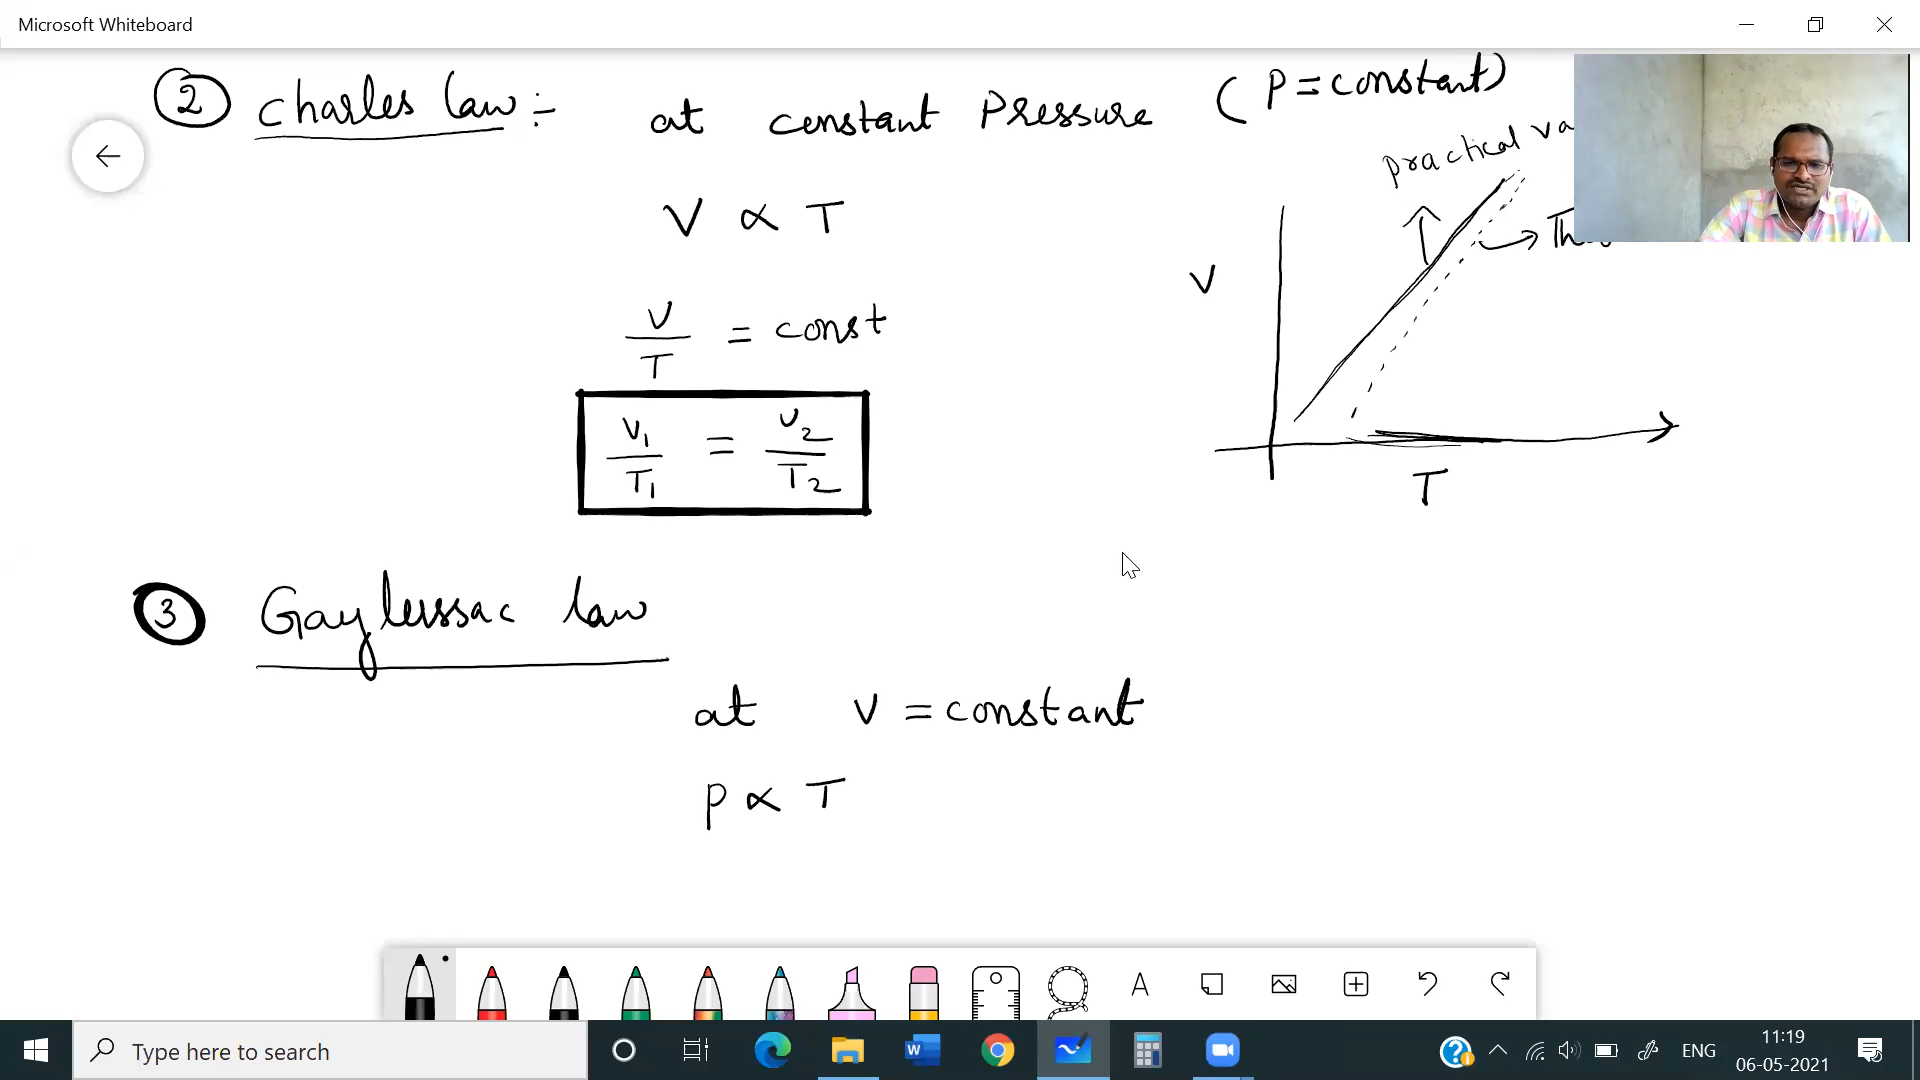 Microsoft Whiteboard
② charles law :- at constant Pressure (P = constant)
practical
V ∝ T
V
V/T = const
V₁/T₁ = V₂/T₂
T
③ Gaylussac law
at V = constant
P ∝ T
A
Type here to search
W
ENG
11:19
06-05-2021